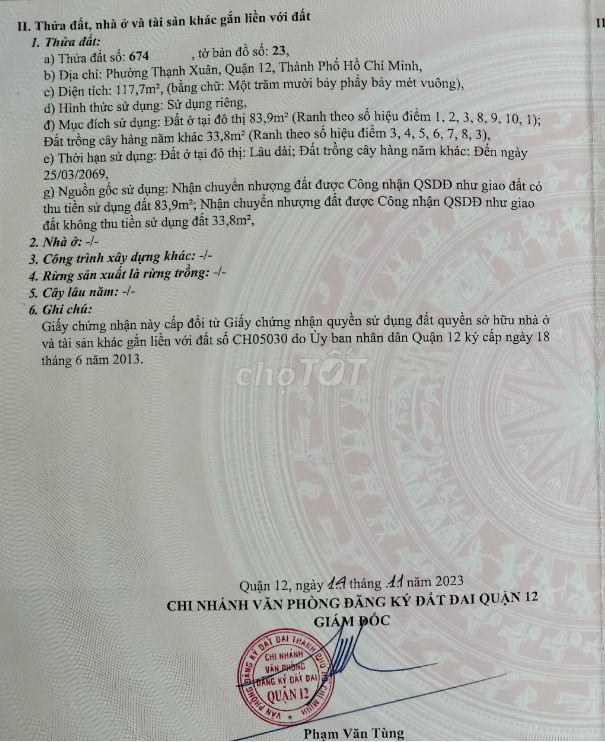 II. Thửa đất, nhà ở và tài sản khác gắn liền với đất
1. Thửa đất:
a) Thửa đất số: 674 , tờ bản đồ số: 23,
b) Địa chỉ: Phường Thạnh Xuân, Quận 12, Thành Phố Hồ Chí Minh,
c) Diện tích: 117,7m², (bằng chữ: Một trăm mười bảy phẩy bảy mét vuông),
d) Hình thức sử dụng: Sử dụng riêng,
đ) Mục đích sử dụng: Đất ở tại đô thị 83,9m² (Ranh theo số hiệu điểm 1, 2, 3, 8, 9, 10, 1);
Đất trồng cây hàng năm khác 33,8m² (Ranh theo số hiệu điểm 3, 4, 5, 6, 7, 8, 3),
e) Thời hạn sử dụng: Đất ở tại đô thị: Lâu dài; Đất trồng cây hàng năm khác: Đến ngày
25/03/2069,
g) Nguồn gốc sử dụng: Nhận chuyển nhượng đất được Công nhận QSDĐ như giao đất có
thu tiền sử dụng đất 83,9m²; Nhận chuyển nhượng đất được Công nhận QSDĐ như giao
đất không thu tiền sử dụng đất 33,8m²,
2. Nhà ở: -/-
3. Công trình xây dựng khác: -/-
4. Rừng sản xuất là rừng trồng: -/-
5. Cây lâu năm: -/-
6. Ghi chú:
Giấy chứng nhận này cấp đổi từ Giấy chứng nhận quyền sử dụng đất quyền sở hữu nhà ở
và tài sản khác gắn liền với đất số CH05030 do Ủy ban nhân dân Quận 12 ký cấp ngày 18
tháng 6 năm 2013.
chợTỐT
Quận 12, ngày 14 tháng 11 năm 2023
CHI NHÁNH VĂN PHÒNG ĐĂNG KÝ ĐẤT ĐAI QUẬN 12
GIÁM ĐỐC
VĂN PHÒNG ĐĂNG KÝ ĐẤT ĐAI THÀNH PHỐ HỒ CHÍ MINH
CHI NHÁNH
VĂN PHÒNG
ĐĂNG KÝ ĐẤT ĐAI
QUẬN 12
Phạm Văn Tùng